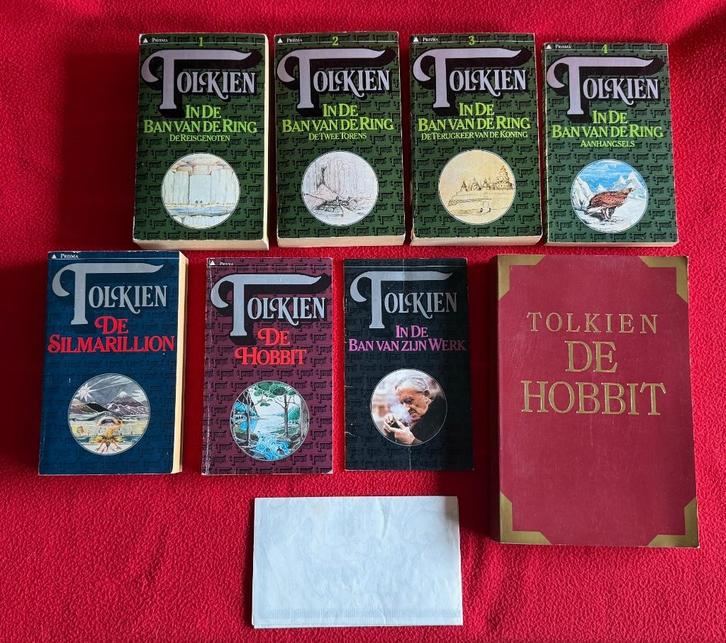 PRISMA
1
TOLKIEN
IN DE
BAN VAN DE RING
DE REISGENOTEN
PRISMA
2
TOLKIEN
IN DE
BAN VAN DE RING
DE TWEE TORENS
PRISMA
3
TOLKIEN
IN DE
BAN VAN DE RING
DE TERUGKEER VAN DE KONING
PRISMA
4
TOLKIEN
IN DE
BAN VAN DE RING
AANHANGSELS
PRISMA
TOLKIEN
DE
SILMARILLION
PRISMA
TOLKIEN
DE
HOBBIT
TOLKIEN
IN DE
BAN VAN ZIJN WERK
TOLKIEN
DE
HOBBIT